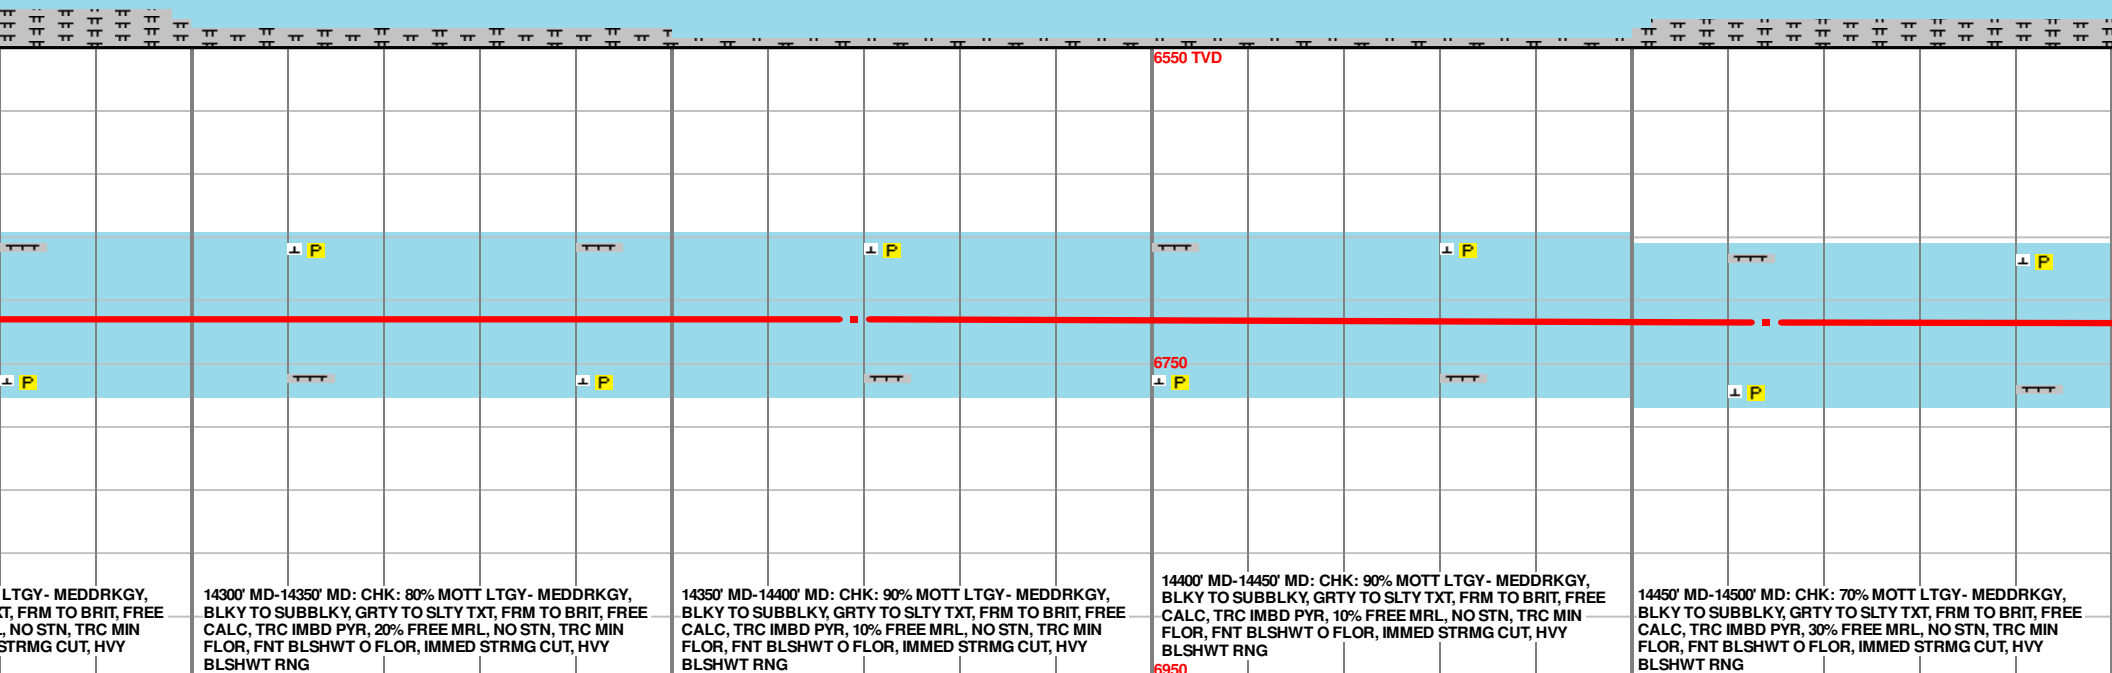 6550 TVD
P P P P
6750
P P P P
LTGY- MEDDRKGY,
T, FRM TO BRIT, FREE
, NO STN, TRC MIN
STRMG CUT, HVY
14300' MD-14350' MD: CHK: 80% MOTT LTGY- MEDDRKGY,
BLKY TO SUBBLKY, GRTY TO SLTY TXT, FRM TO BRIT, FREE
CALC, TRC IMBD PYR, 20% FREE MRL, NO STN, TRC MIN
FLOR, FNT BLSHWT O FLOR, IMMED STRMG CUT, HVY
BLSHWT RNG
14350' MD-14400' MD: CHK: 90% MOTT LTGY- MEDDRKGY,
BLKY TO SUBBLKY, GRTY TO SLTY TXT, FRM TO BRIT, FREE
CALC, TRC IMBD PYR, 10% FREE MRL, NO STN, TRC MIN
FLOR, FNT BLSHWT O FLOR, IMMED STRMG CUT, HVY
BLSHWT RNG
14400' MD-14450' MD: CHK: 90% MOTT LTGY- MEDDRKGY,
BLKY TO SUBBLKY, GRTY TO SLTY TXT, FRM TO BRIT, FREE
CALC, TRC IMBD PYR, 10% FREE MRL, NO STN, TRC MIN
FLOR, FNT BLSHWT O FLOR, IMMED STRMG CUT, HVY
BLSHWT RNG
6950
14450' MD-14500' MD: CHK: 70% MOTT LTGY- MEDDRKGY,
BLKY TO SUBBLKY, GRTY TO SLTY TXT, FRM TO BRIT, FREE
CALC, TRC IMBD PYR, 30% FREE MRL, NO STN, TRC MIN
FLOR, FNT BLSHWT O FLOR, IMMED STRMG CUT, HVY
BLSHWT RNG